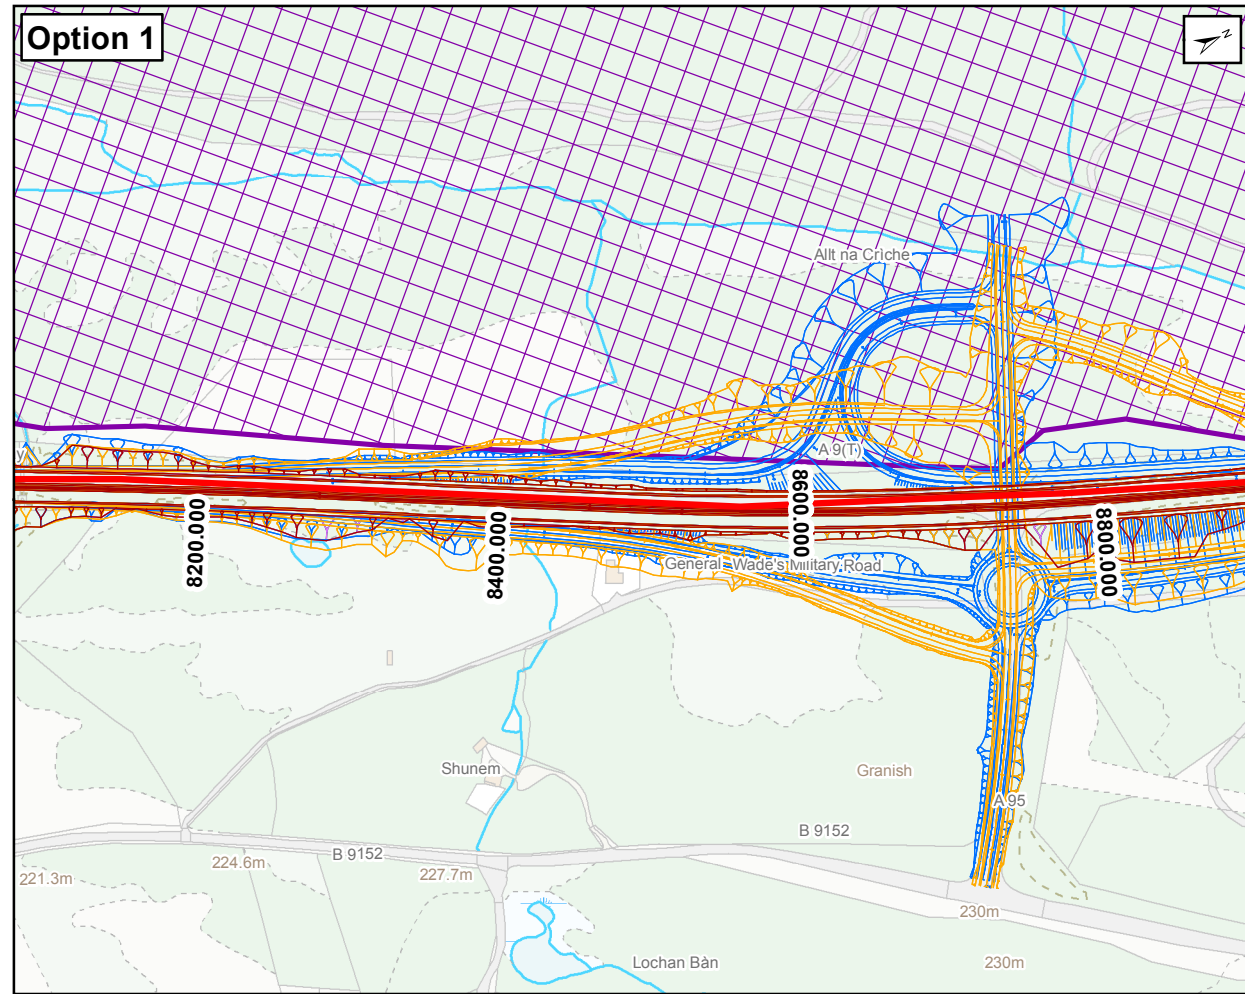 Option 1
N
Allt na Crìche
A 9(T)
y
8200.000
8400.000
8600.000
8800.000
General Wade's Military Road
Shunem
Granish
A 95
B 9152
B 9152
224.6m
227.7m
221.3m
230m
Lochan Bàn
230m